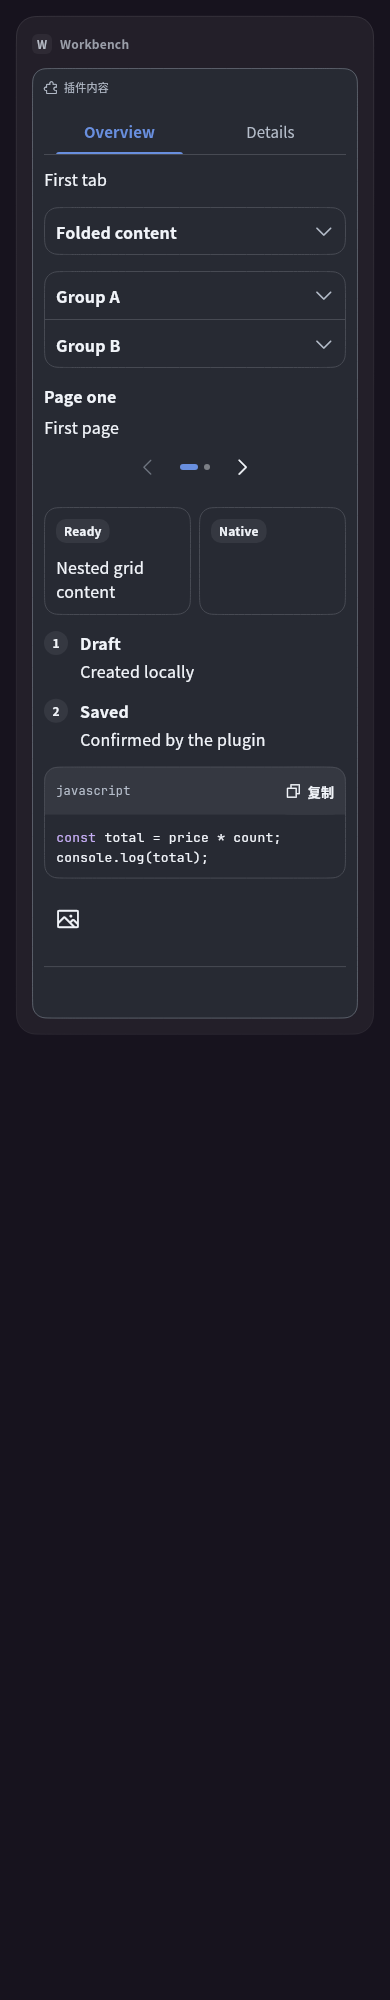 W Workbench
插件内容
Overview Details
First tab
Folded content
Group A
Group B
Page one
First page
Ready Native
Nested grid
content
1 Draft
Created locally
2 Saved
Confirmed by the plugin
javascript 复制
const total = price * count;
console.log(total);